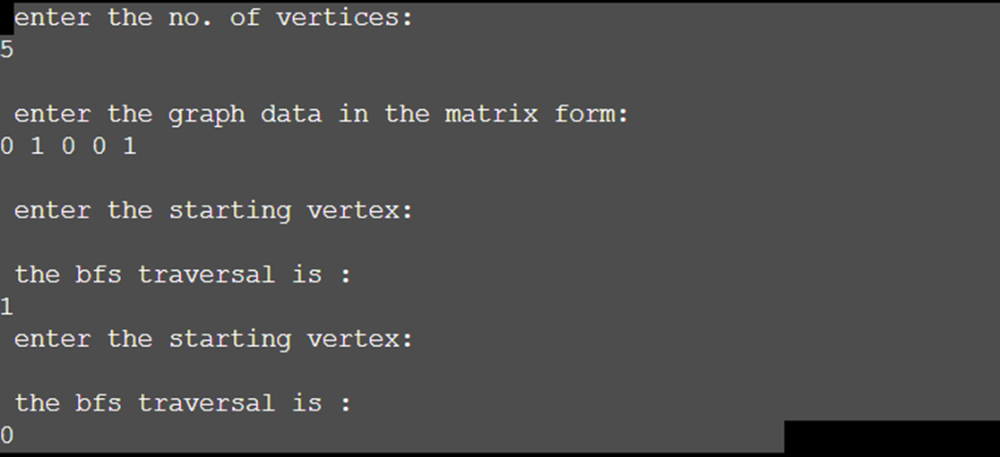 enter the no. of vertices:
5
enter the graph data in the matrix form:
0 1 0 0 1
enter the starting vertex:
the bfs traversal is :
1
enter the starting vertex:
the bfs traversal is :
0